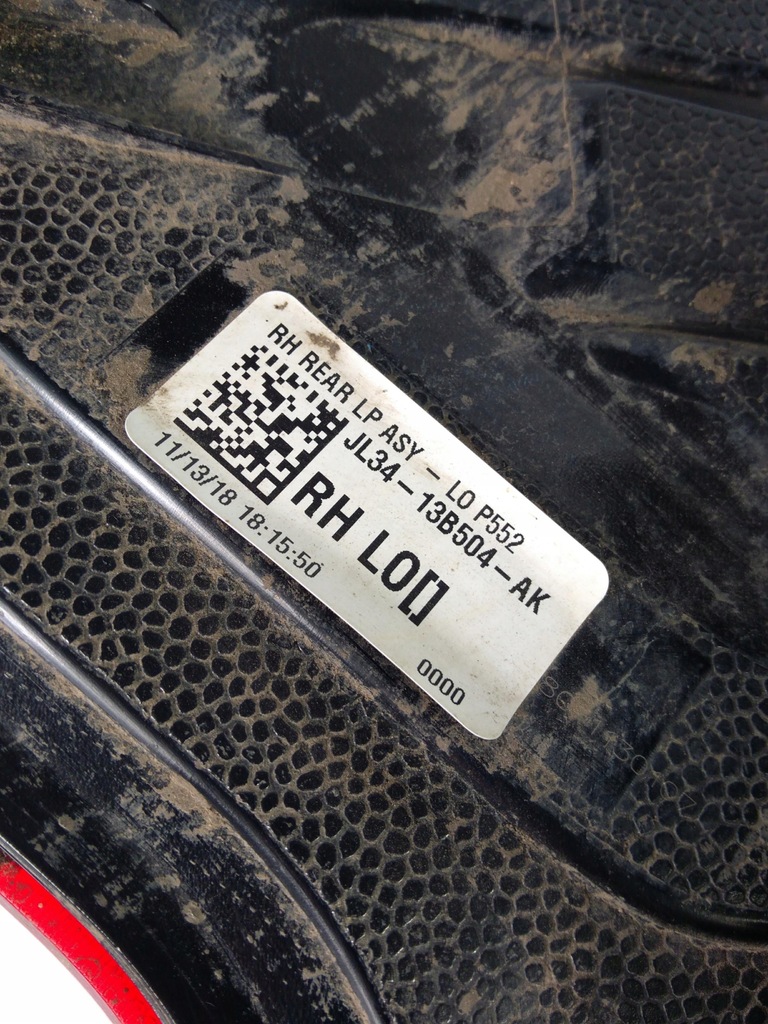 RH REAR LP ASY - LO P552
JL34-13B504-AK
RH LO[]
11/13/18 18:15:50
0000